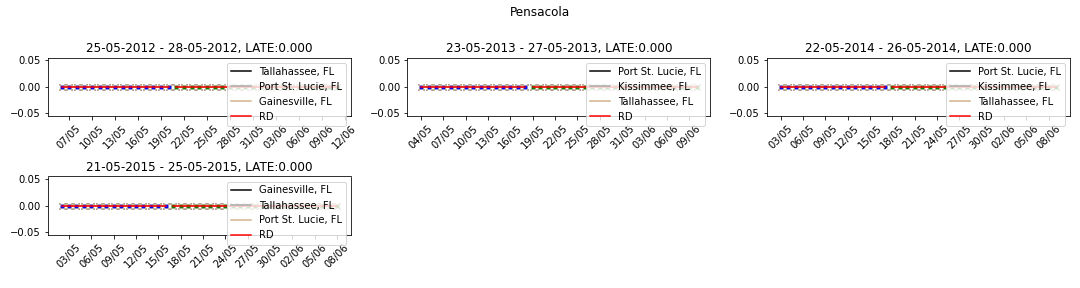 Pensacola
25-05-2012 - 28-05-2012, LATE:0.000
0.05
0.00
−0.05
Tallahassee, FL
Port St. Lucie, FL
Gainesville, FL
RD
07/05 10/05 13/05 16/05 19/05 22/05 25/05 28/05 31/05 03/06 06/06 09/06 12/06
23-05-2013 - 27-05-2013, LATE:0.000
0.05
0.00
−0.05
Port St. Lucie, FL
Kissimmee, FL
Tallahassee, FL
RD
04/05 07/05 10/05 13/05 16/05 19/05 22/05 25/05 28/05 31/05 03/06 06/06 09/06
22-05-2014 - 26-05-2014, LATE:0.000
0.05
0.00
−0.05
Port St. Lucie, FL
Kissimmee, FL
Tallahassee, FL
RD
03/05 06/05 09/05 12/05 15/05 18/05 21/05 24/05 27/05 30/05 02/06 05/06 08/06
21-05-2015 - 25-05-2015, LATE:0.000
0.05
0.00
−0.05
Gainesville, FL
Tallahassee, FL
Port St. Lucie, FL
RD
03/05 06/05 09/05 12/05 15/05 18/05 21/05 24/05 27/05 30/05 02/06 05/06 08/06